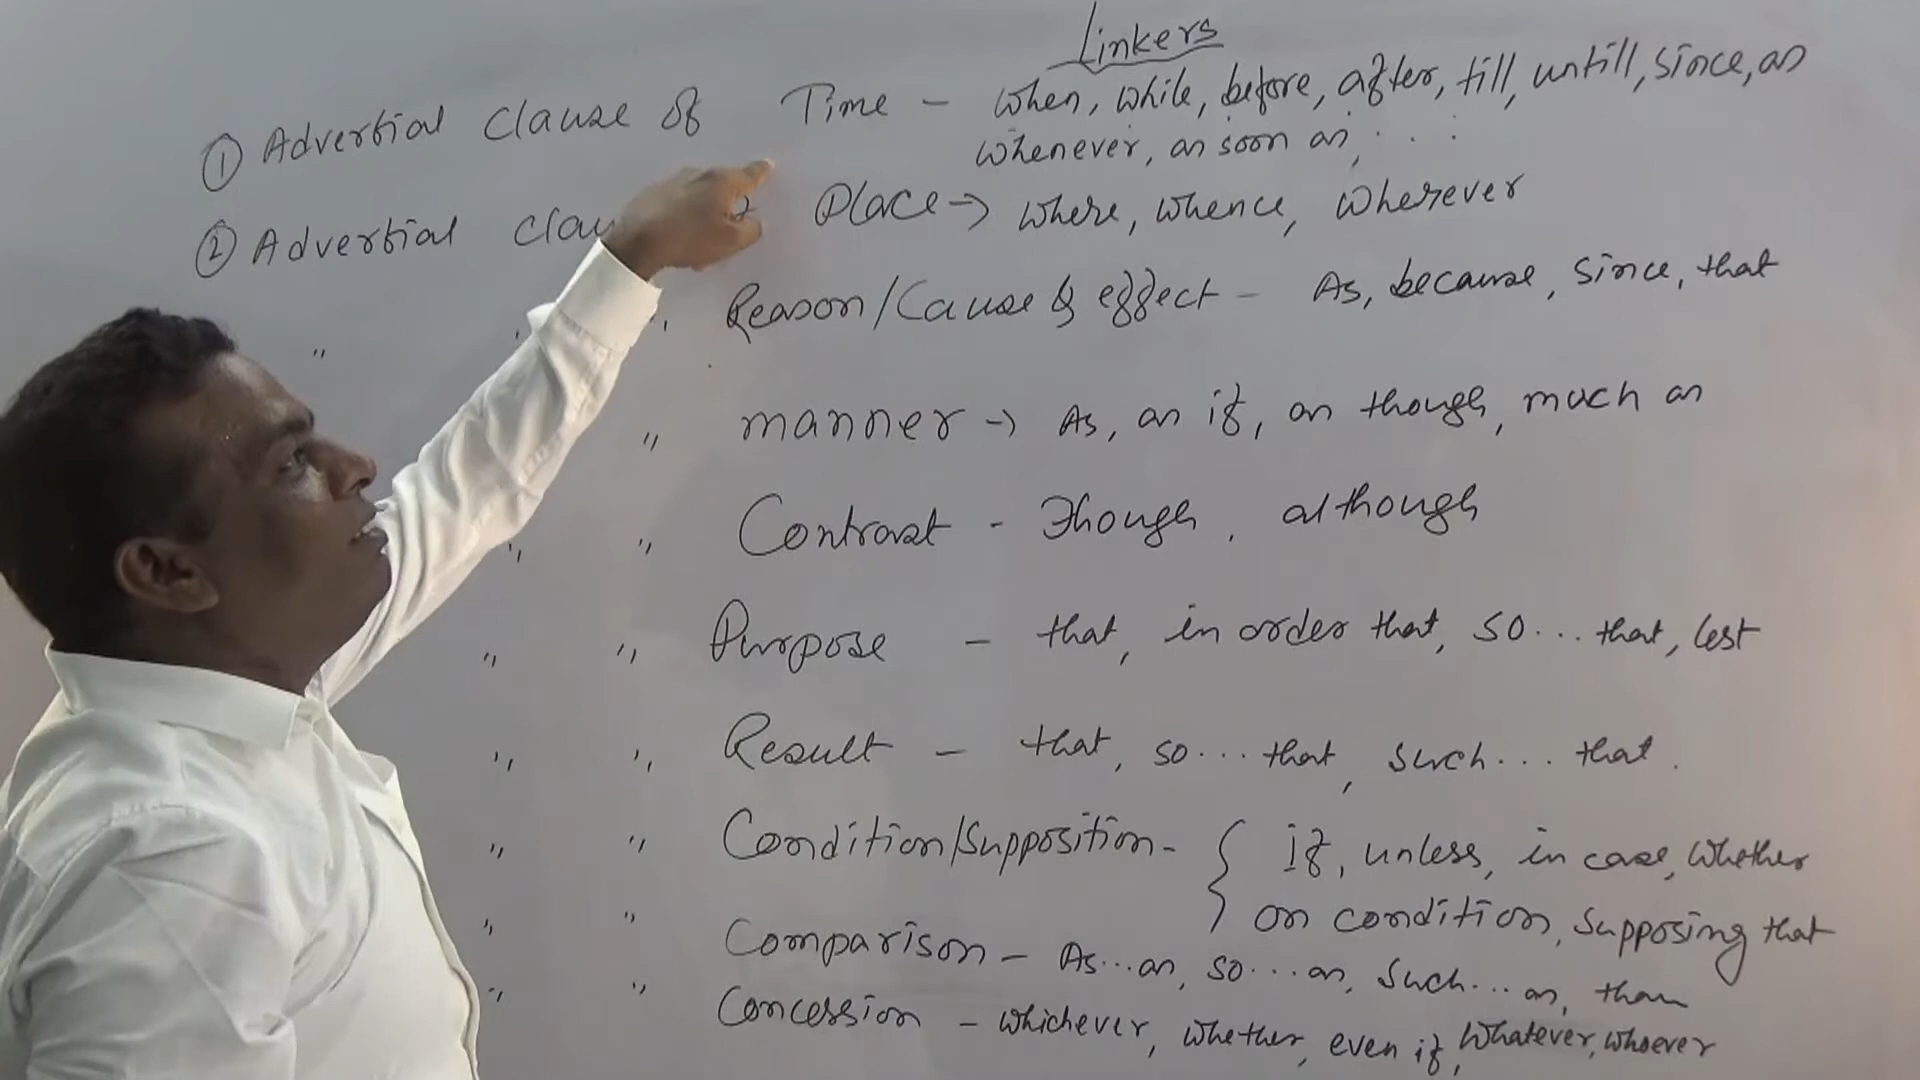 Linkers
① Adverbial Clause of Time - When, while, before, after, till, untill, since, as
whenever, as soon as, . . .
② Adverbial Place → where, whence, wherever
" " Reason/Cause & effect - As, because, since, that
" manner → As, as if, as though, much as
" " Contrast - Though, although
" " Purpose - that, in order that, so... that, lest
" " Result - that, so... that, such... that.
" " Condition/Supposition - { if, unless, in case, whether
on condition, supposing that
" " Comparison - As...as, so...as, such...as, than
" " Concession - whichever, whether, even if, whatever, whoever